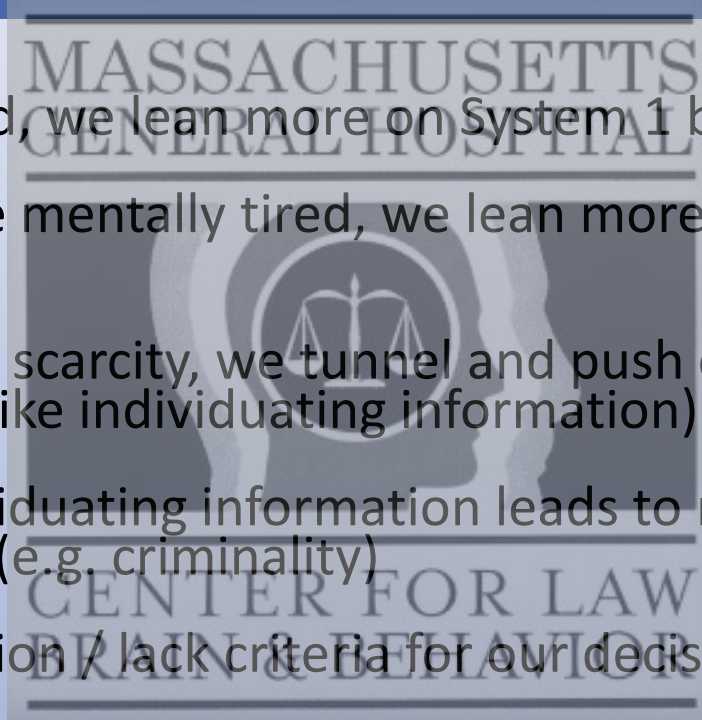 MASSACHUSETTS
d, we lean more on System 1 b
GENERAL HOSPITAL
e mentally tired, we lean more
scarcity, we tunnel and push
ike individuating information)
iduating information leads to
(e.g. criminality)
CENTER FOR LAW
ion / lack criteria for our decis
BRAIN & BEHAVIOR